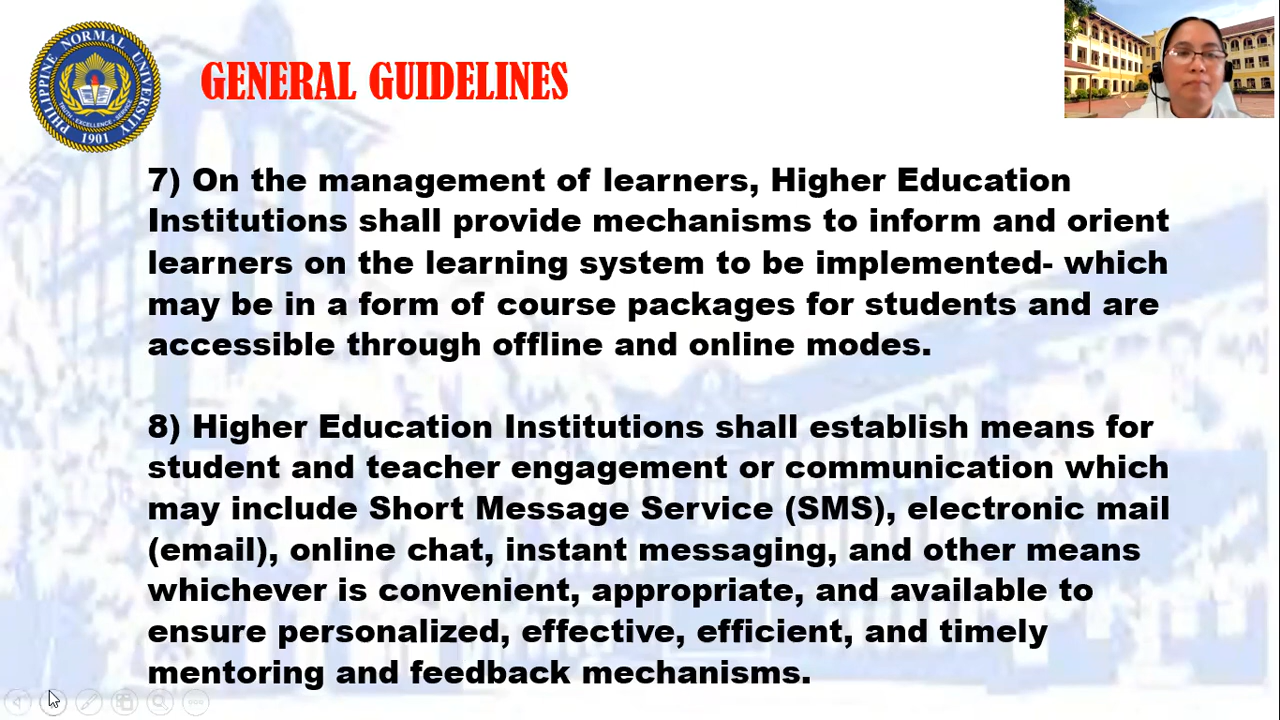 PHILIPPINE NORMAL UNIVERSITY
1901
GENERAL GUIDELINES
7) On the management of learners, Higher Education
Institutions shall provide mechanisms to inform and orient
learners on the learning system to be implemented- which
may be in a form of course packages for students and are
accessible through offline and online modes.
8) Higher Education Institutions shall establish means for
student and teacher engagement or communication which
may include Short Message Service (SMS), electronic mail
(email), online chat, instant messaging, and other means
whichever is convenient, appropriate, and available to
ensure personalized, effective, efficient, and timely
mentoring and feedback mechanisms.